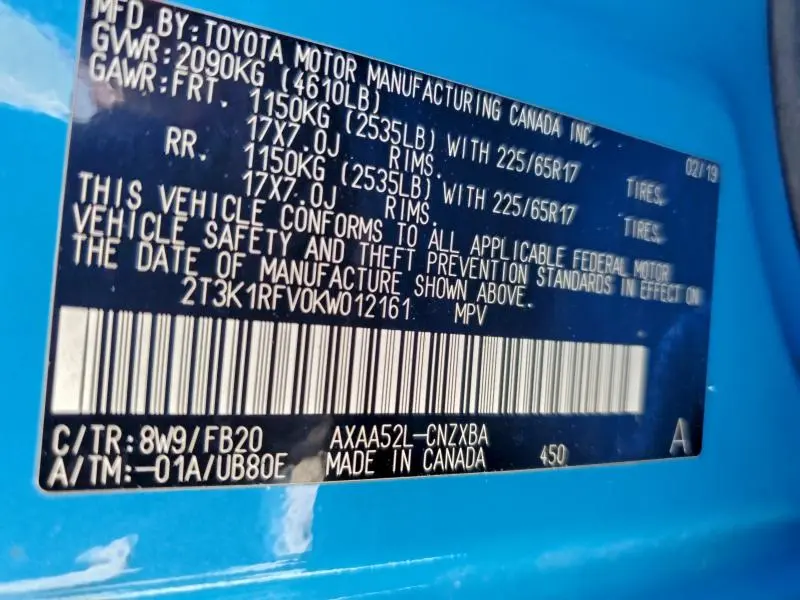 MFD.BY:TOYOTA MOTOR MANUFACTURING CANADA INC.
GVWR:2090KG (4610LB) 02/19
GAWR:FRT. 1150KG (2535LB) WITH 225/65R17 TIRES.
17X7.0J RIMS.
RR. 1150KG (2535LB) WITH 225/65R17 TIRES.
17X7.0J RIMS.
THIS VEHICLE CONFORMS TO ALL APPLICABLE FEDERAL MOTOR
VEHICLE SAFETY AND THEFT PREVENTION STANDARDS IN EFFECT ON
THE DATE OF MANUFACTURE SHOWN ABOVE.
2T3K1RFV0KW012161 MPV
C/TR:8W9/FB20 AXAA52L-CNZXBA A
A/TM:-01A/UB80E MADE IN CANADA 450